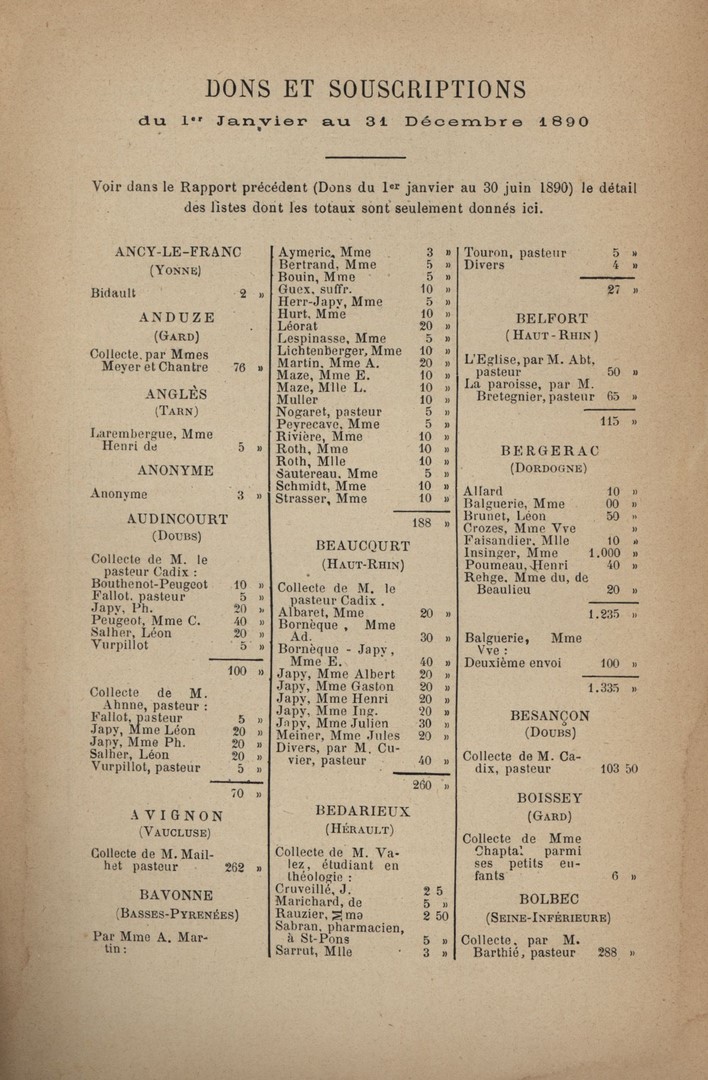 DONS ET SOUSCRIPTIONS
du 1er Janvier au 31 Décembre 1890
Voir dans le Rapport précédent (Dons du 1er janvier au 30 juin 1890) le détail
des listes dont les totaux sont seulement donnés ici.
ANCY-LE-FRANC
(YONNE)
Bidault 2 »
ANDUZE
(GARD)
Collecte par Mmes
Meyer et Chantre 76 »
ANGLÈS
(TARN)
Larembergue, Mme
Henri de 5 »
ANONYME
Anonyme 3 »
AUDINCOURT
(DOUBS)
Collecte de M. le
pasteur Cadix :
Bouthenot-Peugeot 10 »
Fallot, pasteur 5 »
Japy, Ph. 20 »
Peugeot, Mme C. 40 »
Salher, Léon 20 »
Vurpillot 5 »
100 »
Collecte de M.
Ahnne, pasteur :
Fallot, pasteur 5 »
Japy, Mme Léon 20 »
Japy, Mme Ph. 20 »
Salher, Léon 20 »
Vurpillot, pasteur 5 »
70 »
AVIGNON
(VAUCLUSE)
Collecte de M. Mail-
het pasteur 262 »
BAVONNE
(BASSES-PYRENÉES)
Par Mme A. Mar-
tin :
Aymeric, Mme 3 »
Bertrand, Mme 5 »
Bouin, Mme 5 »
Guex, suffr. 10 »
Herr-Japy, Mme 5 »
Hurt, Mme 10 »
Léorat 20 »
Lespinasse, Mme 5 »
Lichtenberger, Mme 10 »
Martin, Mme A. 20 »
Maze, Mme E. 10 »
Maze, Mlle L. 10 »
Muller 10 »
Nogaret, pasteur 5 »
Peyrecave, Mme 5 »
Rivière, Mme 10 »
Roth, Mme 10 »
Roth, Mlle 10 »
Sautereau, Mme 5 »
Schmidt, Mme 10 »
Strasser, Mme 10 »
188 »
BEAUCOURT
(HAUT-RHIN)
Collecte de M. le
pasteur Cadix .
Albaret, Mme 20 »
Bornèque , Mme
Ad. 30 »
Bornèque - Japy,
Mme E. 40 »
Japy, Mme Albert 20 »
Japy, Mme Gaston 20 »
Japy, Mme Henri 20 »
Japy, Mme Ing. 20 »
Japy, Mme Julien 30 »
Meiner, Mme Jules 20 »
Divers, par M. Cu-
vier, pasteur 40 »
260 »
BEDARIEUX
(HÉRAULT)
Collecte de M. Va-
lez, étudiant en
théologie :
Cruveillé, J. 2 5
Marichard, de 5 »
Rauzier, Mme 2 50
Sabran, pharmacien,
à St-Pons 5 »
Sarrut, Mlle 3 »
Touron, pasteur 5 »
Divers 4 »
27 »
BELFORT
(HAUT-RHIN)
L'Eglise, par M. Abt,
pasteur 50 »
La paroisse, par M.
Bretegnier, pasteur 65 »
115 »
BERGERAC
(DORDOGNE)
Allard 10 »
Balguerie, Mme 00 »
Brunet, Léon 50 »
Crozes, Mme Vve »
Faisandier, Mlle 10 »
Insinger, Mme 1.000 »
Poumeau, Henri 40 »
Rehge, Mme du, de
Beaulieu 20 »
1.235 »
Balguerie, Mme
Vve :
Deuxième envoi 100 »
1.335 »
BESANÇON
(DOUBS)
Collecte de M. Ca-
dix, pasteur 103 50
BOISSEY
(GARD)
Collecte de Mme
Chaptal parmi
ses petits en-
fants 6 »
BOLBEC
(SEINE-INFÉRIEURE)
Collecte, par M.
Barthié, pasteur 288 »